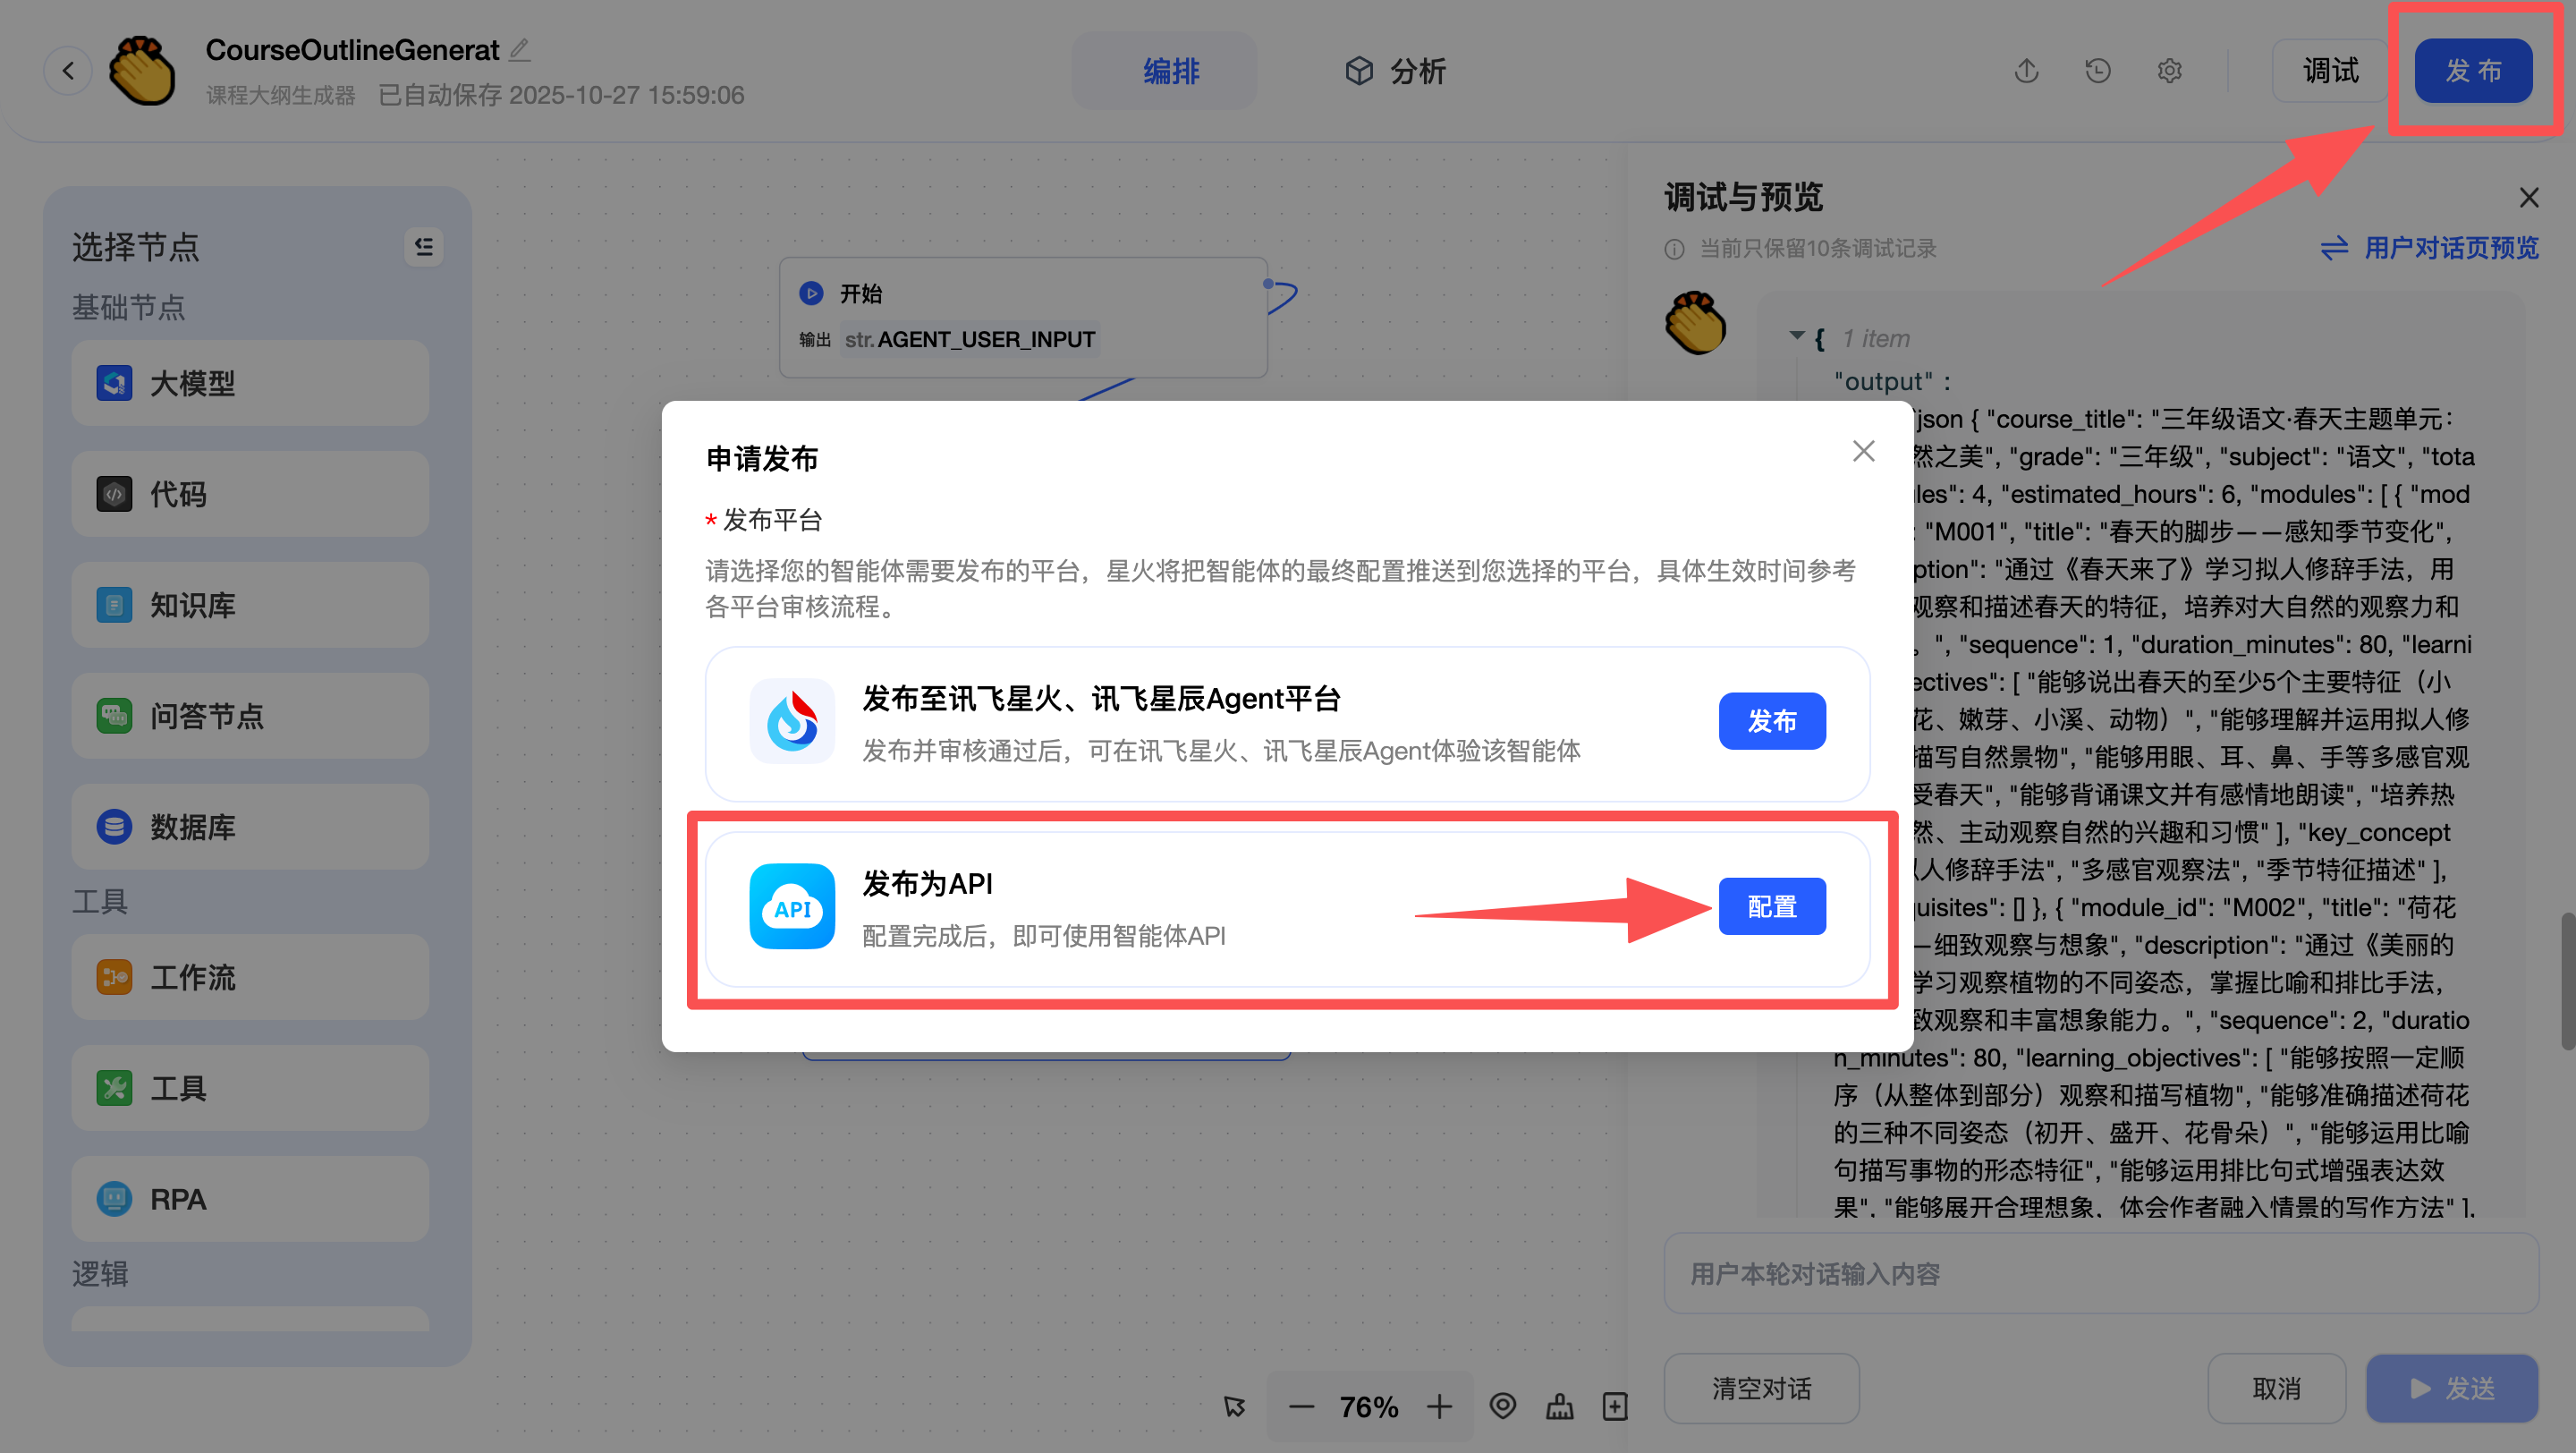 CourseOutlineGenerat
课程大纲生成器 已自动保存 2025-10-27 15:59:06
编排
分析
调试
发布
选择节点
基础节点
大模型
代码
知识库
问答节点
数据库
工具
工作流
工具
RPA
逻辑
开始
输出 str.AGENT_USER_INPUT
申请发布
* 发布平台
请选择您的智能体需要发布的平台，星火将把智能体的最终配置推送到您选择的平台，具体生效时间参考
各平台审核流程。
发布至讯飞星火、讯飞星辰Agent平台
发布并审核通过后，可在讯飞星火、讯飞星辰Agent体验该智能体
发布
API
发布为API
配置完成后，即可使用智能体API
配置
76%
调试与预览
当前只保留10条调试记录
用户对话页预览
{ 1 item
"output" :
json { "course_title": "三年级语文·春天主题单元：
然之美", "grade": "三年级", "subject": "语文", "tota
les": 4, "estimated_hours": 6, "modules": [ { "mod
: "M001", "title": "春天的脚步——感知季节变化",
ption": "通过《春天来了》学习拟人修辞手法，用
观察和描述春天的特征，培养对大自然的观察力和
。", "sequence": 1, "duration_minutes": 80, "learni
ectives": [ "能够说出春天的至少5个主要特征（小
花、嫩芽、小溪、动物）", "能够理解并运用拟人修
描写自然景物", "能够用眼、耳、鼻、手等多感官观
受春天", "能够背诵课文并有感情地朗读", "培养热
然、主动观察自然的兴趣和习惯" ], "key_concept
人修辞手法", "多感官观察法", "季节特征描述" ],
quisites": [] }, { "module_id": "M002", "title": "荷花
—细致观察与想象", "description": "通过《美丽的
学习观察植物的不同姿态，掌握比喻和排比手法，
致观察和丰富想象能力。", "sequence": 2, "duratio
n_minutes": 80, "learning_objectives": [ "能够按照一定顺
序（从整体到部分）观察和描写植物", "能够准确描述荷花
的三种不同姿态（初开、盛开、花骨朵）", "能够运用比喻
句描写事物的形态特征", "能够运用排比句式增强表达效
果", "能够展开合理想象，体会作者融入情景的写作方法" ],
用户本轮对话输入内容
清空对话
取消
发送